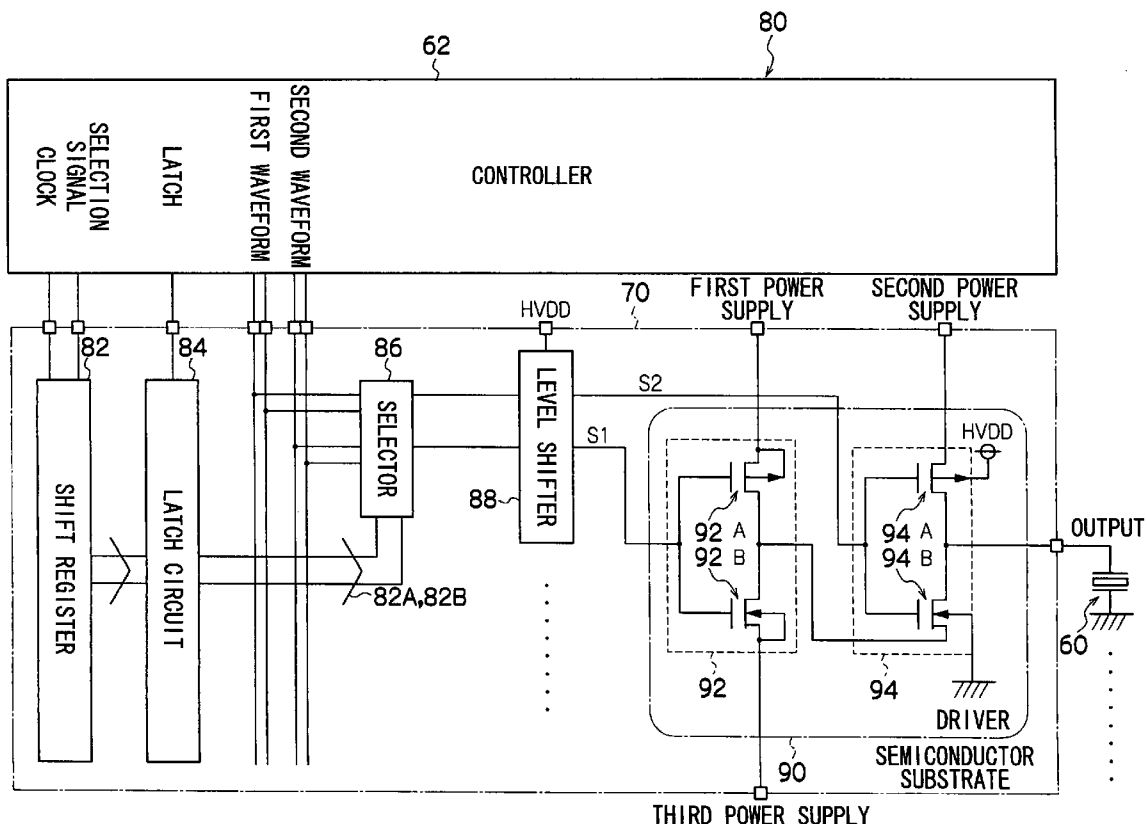 80
62
SELECTION
SIGNAL
CLOCK
LATCH
FIRST WAVEFORM
SECOND WAVEFORM
CONTROLLER
FIRST POWER
SUPPLY
SECOND POWER
SUPPLY
70
HVDD
82
84
86
SHIFT REGISTER
LATCH CIRCUIT
SELECTOR
LEVEL SHIFTER
88
S2
S1
HVDD
92 A
92 B
94 A
94 B
OUTPUT
82A,82B
60
92
94
DRIVER
90
SEMICONDUCTOR
SUBSTRATE
THIRD POWER SUPPLY